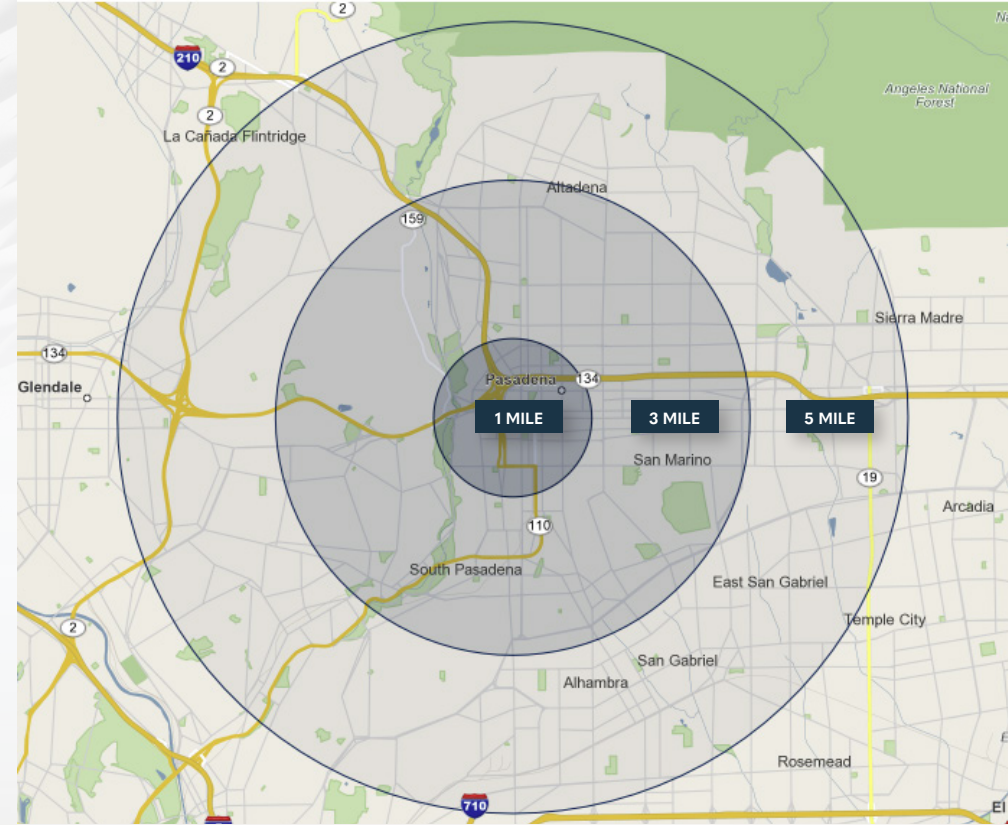 2
Na
210
2
Angeles National
Forest
2
La Cañada Flintridge
Altadena
159
Sierra Madre
134
Pasadena
134
Glendale
1 MILE
3 MILE
5 MILE
San Marino
19
Arcadia
110
South Pasadena
East San Gabriel
Temple City
2
San Gabriel
Alhambra
Rosemead
710
El